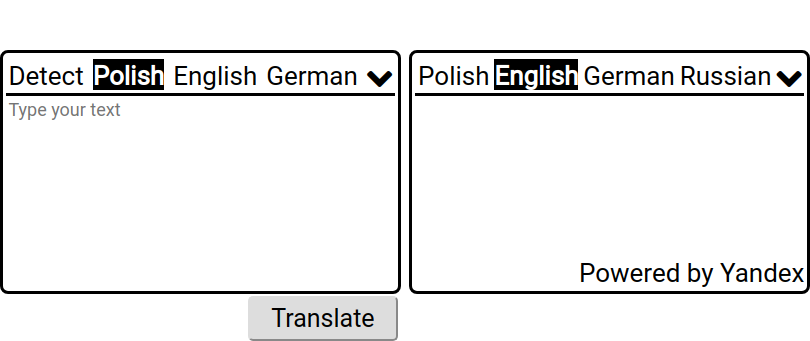 Detect Polish English German
Type your text
Polish English German Russian
Powered by Yandex
Translate